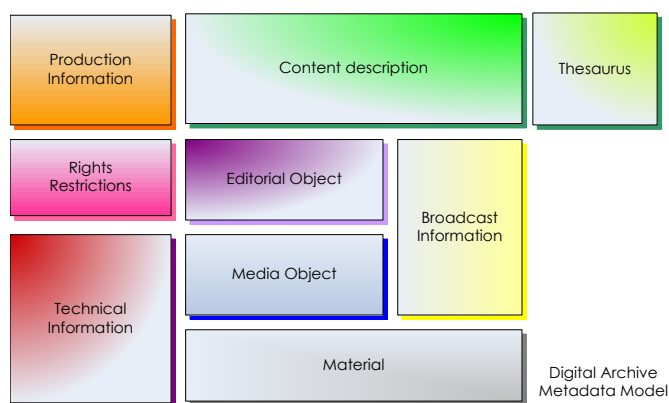 Production
Information
Content description
Thesaurus
Rights
Restrictions
Editorial Object
Broadcast
Information
Technical
Information
Media Object
Material
Digital Archive
Metadata Model